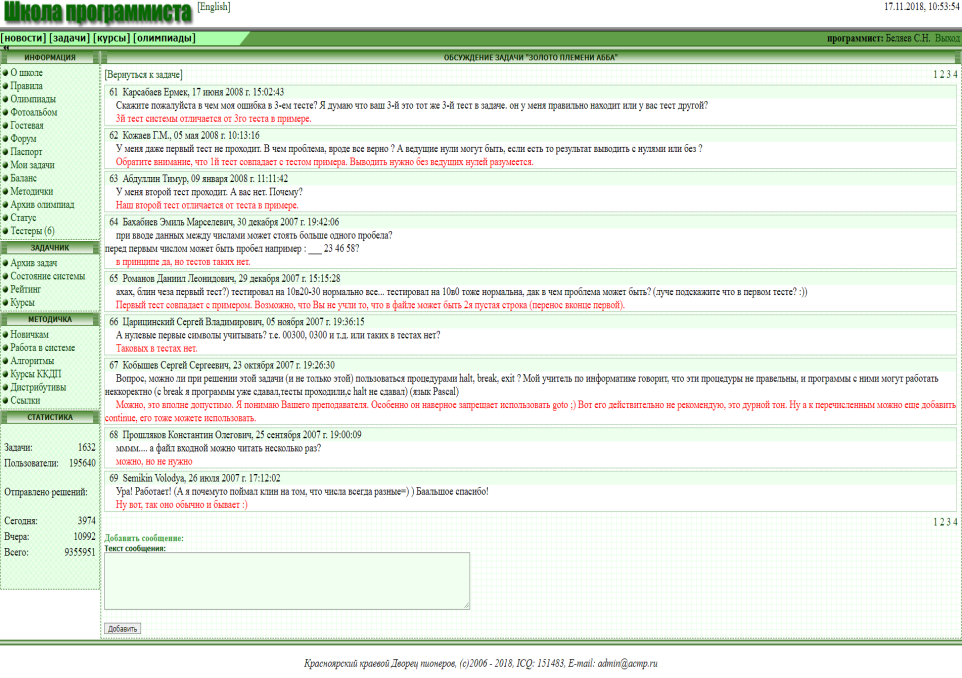 Школа программиста [English] 17.11.2018, 10:53:54
[новости] [задачи] [курсы] [олимпиады] программист: Беляев С.Н. Выход
ИНФОРМАЦИЯ
О школе
Правила
Олимпиады
Фотоальбом
Гостевая
Форум
Паспорт
Мои задачи
Баланс
Методички
Архив олимпиад
Статус
Тестеры (6)
ЗАДАЧНИК
Архив задач
Состояние системы
Рейтинг
Курсы
МЕТОДИЧКА
Новичкам
Работа в системе
Алгоритмы
Курсы ККДП
Дистрибутивы
Ссылки
СТАТИСТИКА
Задачи: 1632
Пользователи: 195640
Отправлено решений:
Сегодня: 3974
Вчера: 10992
Всего: 9355951
ОБСУЖДЕНИЕ ЗАДАЧИ "ЗОЛОТО ПЛЕМЕНИ АББА"
[Вернуться к задаче] 1 2 3 4
61 Карсабаев Ермек, 17 июня 2008 г. 15:02:43
Скажите пожалуйста в чем моя ошибка в 3-ем тесте? Я думаю что ваш 3-й это тот же 3-й тест в задаче. он у меня правильно находит или у вас тест другой?
3й тест системы отличается от 3го теста в примере.
62 Кожаев Г.М., 05 мая 2008 г. 10:13:16
У меня даже первый тест не проходит. В чем проблема, вроде все верно ? А ведущие нули могут быть, если есть то результат выводить с нулями или без ?
Обратите внимание, что 1й тест совпадает с тестом примера. Выводить нужно без ведущих нулей разумеется.
63 Абдуллин Тимур, 09 января 2008 г. 11:11:42
У меня второй тест проходит. А вас нет. Почему?
Наш второй тест отличается от теста в примере.
64 Бахабиев Эмиль Марселевич, 30 декабря 2007 г. 19:42:06
при вводе данных между числами может стоять больше одного пробела?
перед первым числом может быть пробел например : ___ 23 46 58?
в принципе да, но тестов таких нет.
65 Романов Даниил Леонидович, 29 декабря 2007 г. 15:15:28
ахах, блин чеза первый тест?) тестировал на 10в20-30 нормально все... тестировал на 10в0 тоже нормальна, дак в чем проблема может быть? (луче подскажите что в первом тесте? :))
Первый тест совпадает с примером. Возможно, что Вы не учли то, что в файле может быть 2я пустая строка (перенос вконце первой).
66 Царицинский Сергей Владимирович, 05 ноября 2007 г. 19:36:15
А нулевые первые символы учитывать? т.е. 00300, 0300 и т.д. или таких в тестах нет?
Таковых в тестах нет.
67 Кобышев Сергей Сергеевич, 23 октября 2007 г. 19:26:30
Вопрос, можно ли при решении этой задачи (и не только этой) пользоваться процедурами halt, break, exit ? Мой учитель по информатике говорит, что эти процедуры не правельны, и программы с ними могут работать
неккоректно (с break я программы уже сдавал,тесты проходили,с halt не сдавал) (язык Pascal)
Можно, это вполне допустимо. Я понимаю Вашего преподавателя. Особенно он наверное запрещает использовать goto ;) Вот его действительно не рекомендую, это дурной тон. Ну а к перечисленным можно еще добавить
continue, его тоже можете использовать.
68 Прошляков Константин Олегович, 25 сентября 2007 г. 19:00:09
мммм.... а файл входной можно читать несколько раз?
можно, но не нужно
69 Semikin Volodya, 26 июля 2007 г. 17:12:02
Ура! Работает! (А я почемуто поймал клин на том, что числа всегда разные=) ) Баальшое спасибо!
Ну вот, так оно обычно и бывает :)
1 2 3 4
Добавить сообщение:
Текст сообщения:
Добавить
Красноярский краевой Дворец пионеров, (c)2006 - 2018, ICQ: 151483, E-mail: admin@acmp.ru